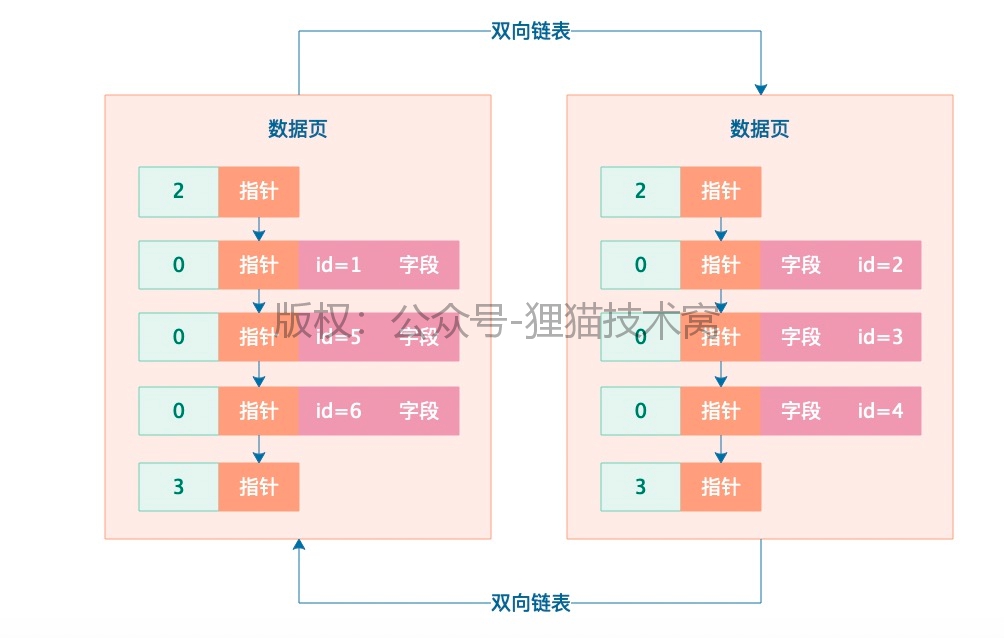 双向链表
数据页
2 指针
0 指针 id=1 字段
0 指针 id=5 字段
0 指针 id=6 字段
3 指针
数据页
2 指针
0 指针 字段 id=2
0 指针 字段 id=3
0 指针 字段 id=4
3 指针
版权：公众号-狸猫技术窝
双向链表